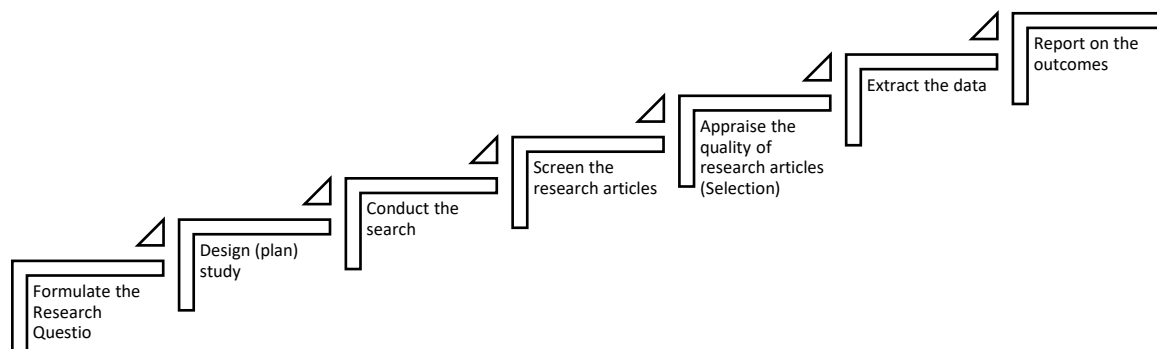 Formulate the
Research
Questio
Design (plan)
study
Conduct the
search
Screen the
research articles
Appraise the
quality of
research articles
(Selection)
Extract the data
Report on the
outcomes